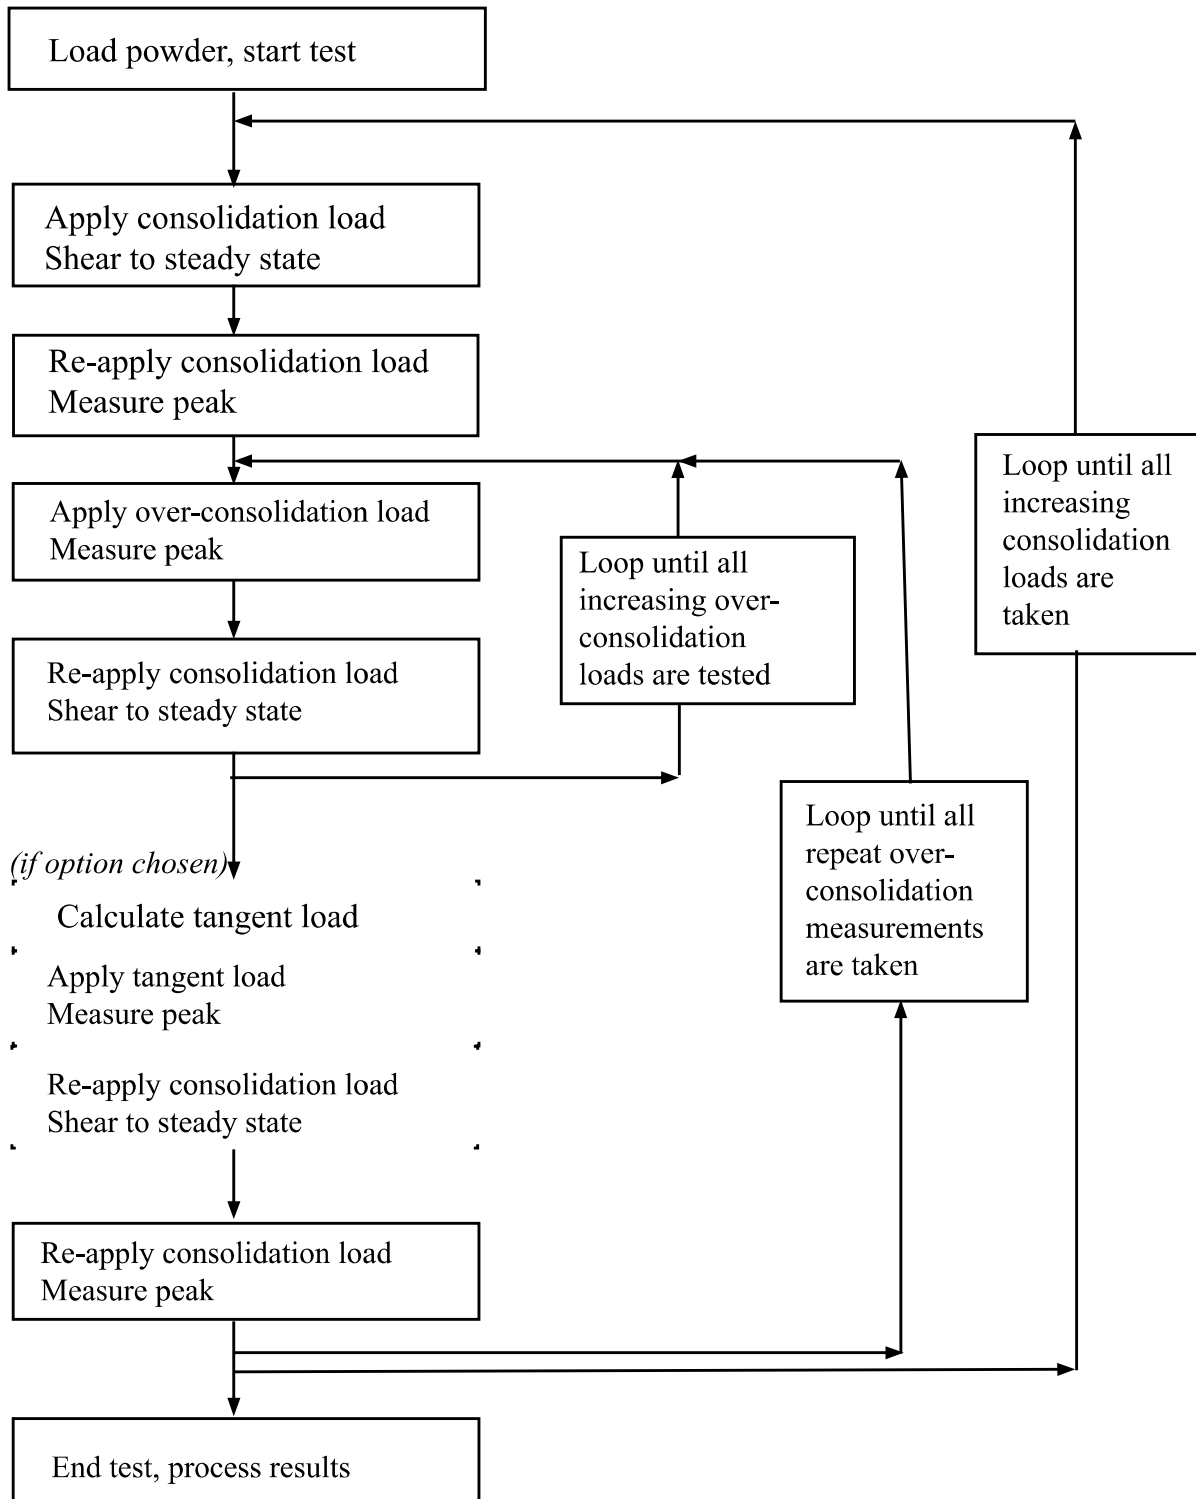 Load powder, start test
Apply consolidation load
Shear to steady state
Re-apply consolidation load
Measure peak
Apply over-consolidation load
Measure peak
Re-apply consolidation load
Shear to steady state
(if option chosen)
Calculate tangent load
Apply tangent load
Measure peak
Re-apply consolidation load
Shear to steady state
Re-apply consolidation load
Measure peak
End test, process results
Loop until all
increasing over-
consolidation
loads are tested
Loop until all
repeat over-
consolidation
measurements
are taken
Loop until all
increasing
consolidation
loads are
taken